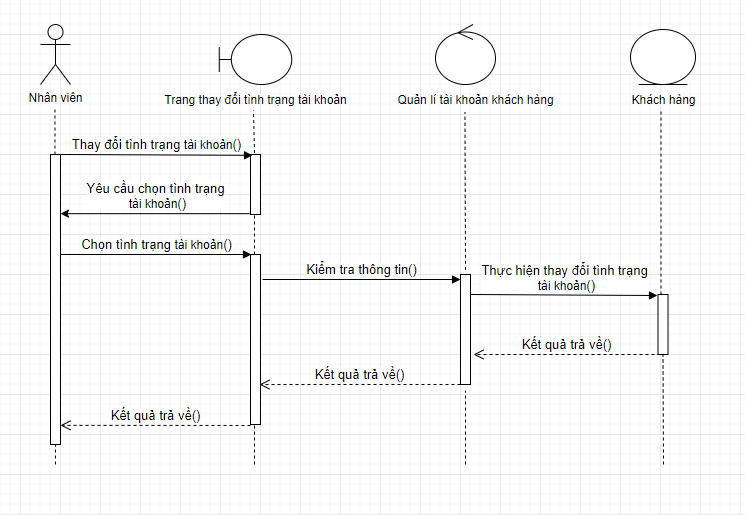 Nhân viên
Trang thay đổi tình trạng tài khoản
Quản lí tài khoản khách hàng
Khách hàng
Thay đổi tình trạng tài khoản()
Yêu cầu chọn tình trạng
tài khoản()
Chọn tình trạng tài khoản()
Kiểm tra thông tin()
Thực hiện thay đổi tình trạng
tài khoản()
Kết quả trả về()
Kết quả trả về()
Kết quả trả về()